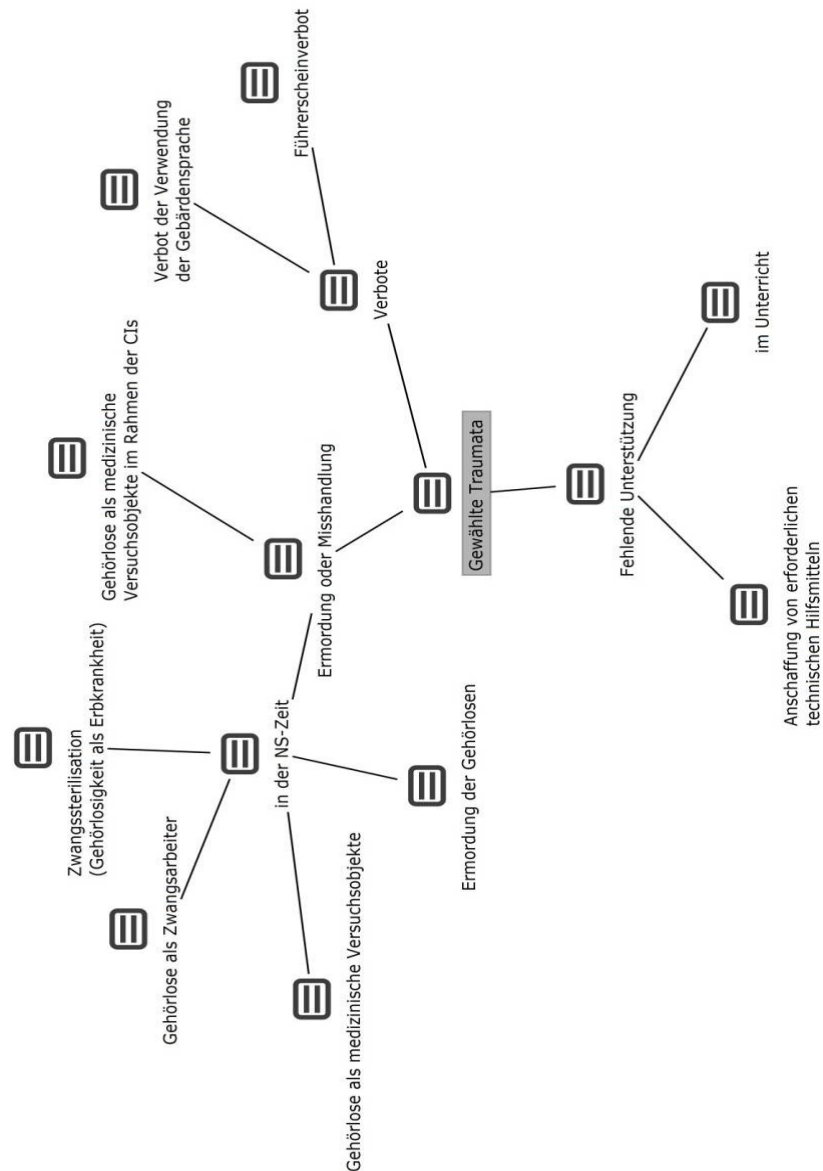 Zwangssterilisation
(Gehörlosigkeit als Erbkrankheit)
Gehörlose als Zwangsarbeiter
in der NS-Zeit
Gehörlose als medizinische Versuchsobjekte
Ermordung der Gehörlosen
Gehörlose als medizinische
Versuchsobjekte im Rahmen der CIs
Ermordung oder Misshandlung
Verbot der Verwendung
der Gebärdensprache
Führerscheinverbot
Verbote
Gewählte Traumata
Fehlende Unterstützung
Anschaffung von erforderlichen
technischen Hilfsmitteln
im Unterricht